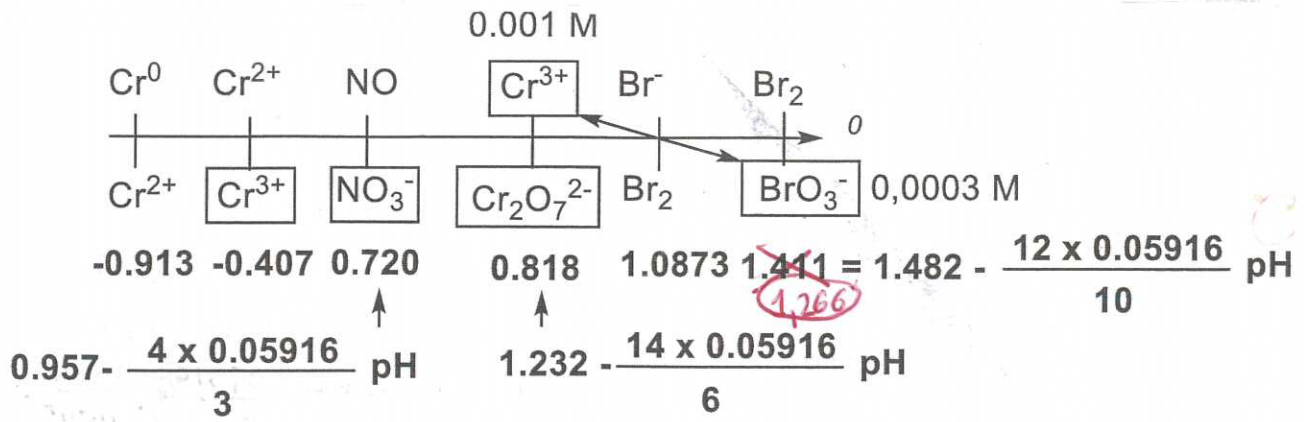 0.001 M
Cr⁰ Cr²⁺ NO Cr³⁺ Br⁻ Br₂
0
Cr²⁺ Cr³⁺ NO₃⁻ Cr₂O₇²⁻ Br₂ BrO₃⁻ 0,0003 M
-0.913 -0.407 0.720 0.818 1.0873 1.411 = 1.482 - 12 x 0.05916 / 10 pH
1,266
0.957- 4 x 0.05916 / 3 pH 1.232 - 14 x 0.05916 / 6 pH